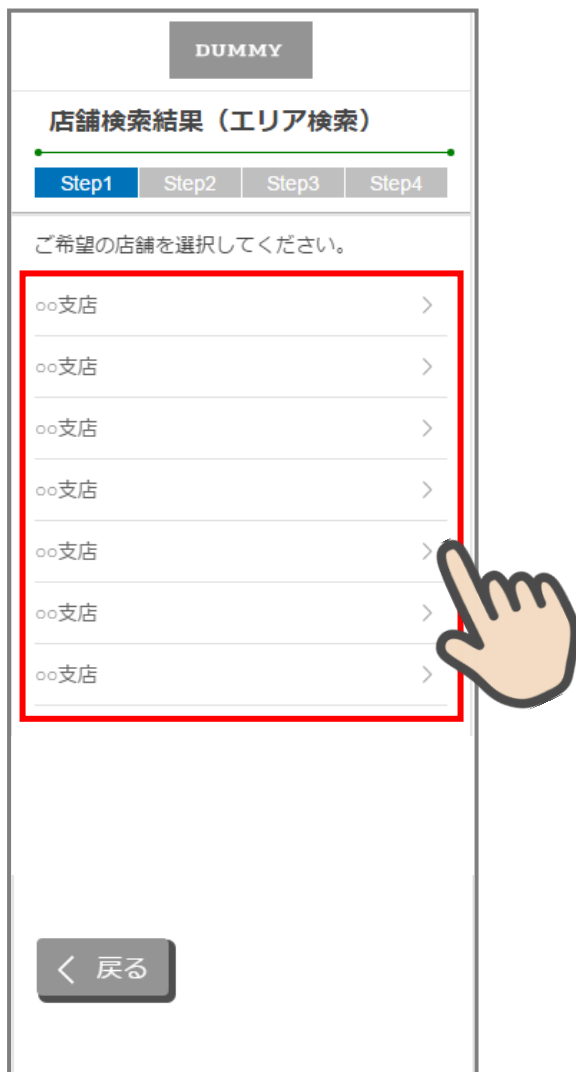 DUMMY
店舗検索結果（エリア検索）
Step1 Step2 Step3 Step4
ご希望の店舗を選択してください。
○○支店
○○支店
○○支店
○○支店
○○支店
○○支店
○○支店
戻る